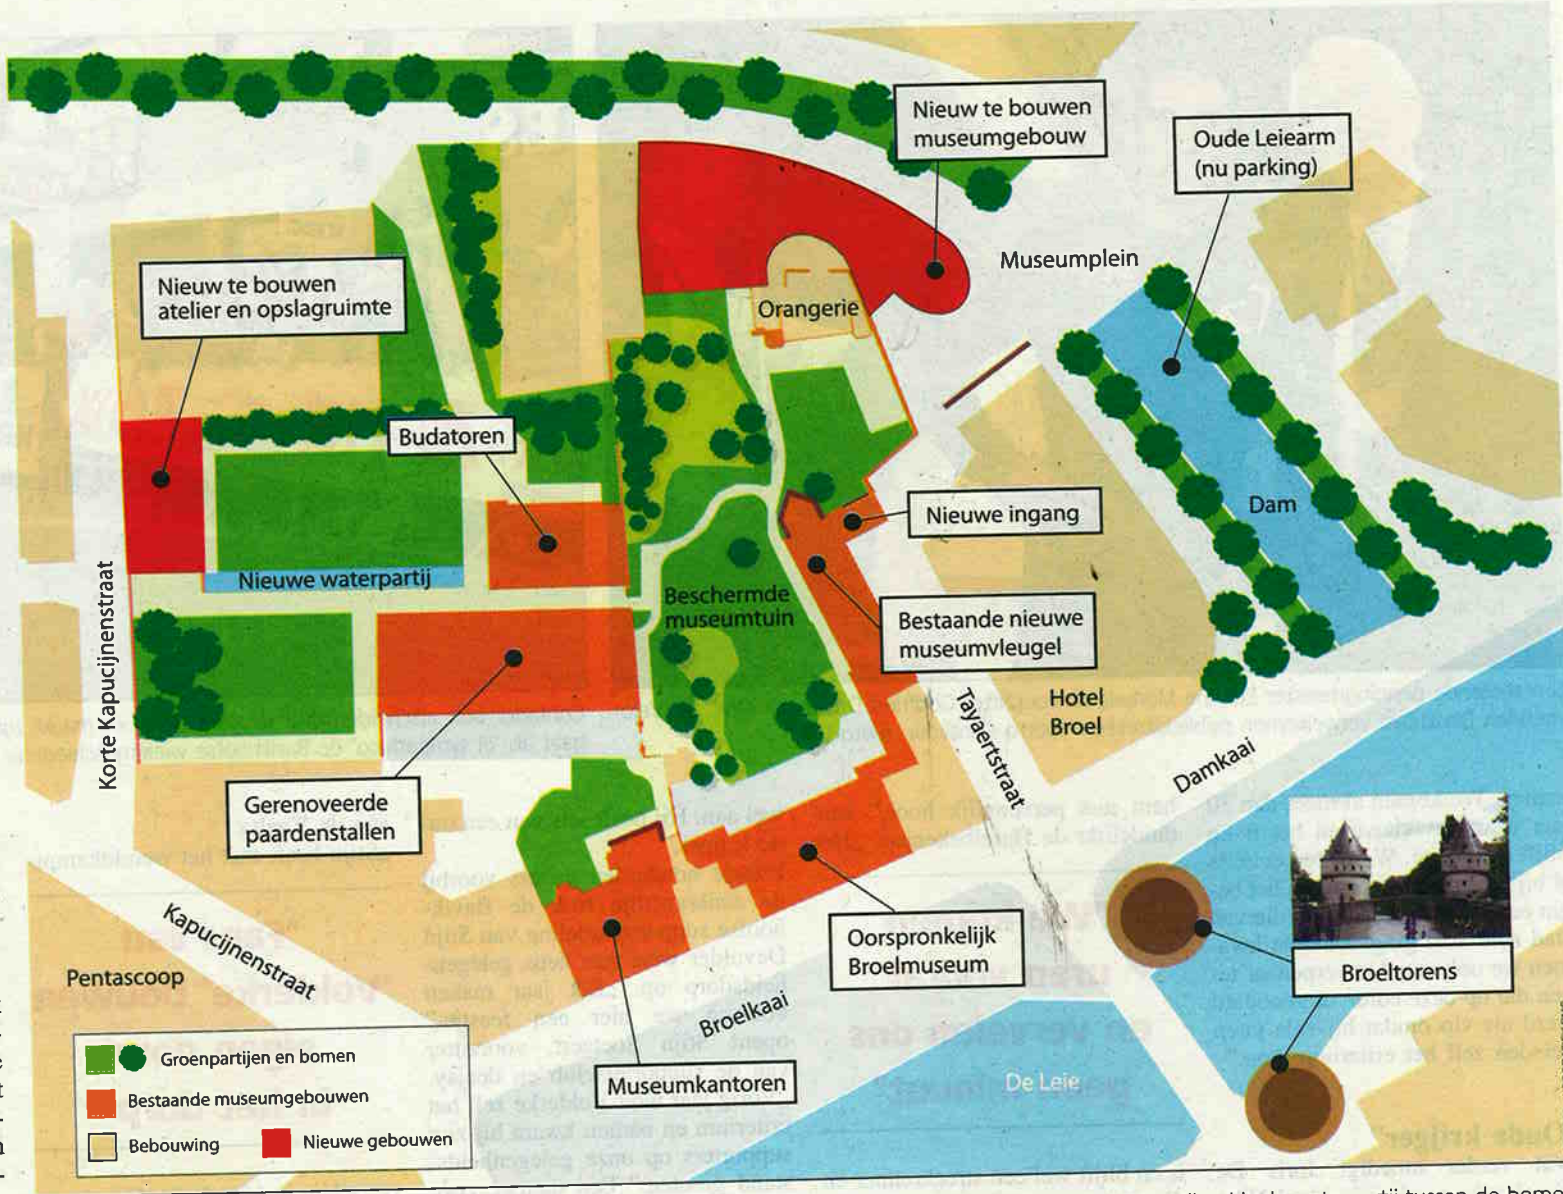 Nieuw te bouwen
museumgebouw
Oude Leiearm
(nu parking)
Museumplein
Nieuw te bouwen
atelier en opslagruimte
Orangerie
Budatoren
Dam
Nieuwe ingang
Nieuwe waterpartij
Beschermde
museumtuin
Bestaande nieuwe
museumvleugel
Korte Kapucijnenstraat
Hotel
Broel
Tayaertstraat
Damkaai
Gerenoveerde
paardenstallen
Kapucijnenstraat
Pentascoop
Oorspronkelijk
Broelmuseum
Broeltorens
Broelkaai
Museumkantoren
De Leie
Groenpartijen en bomen
Bestaande museumgebouwen
Bebouwing
Nieuwe gebouwen